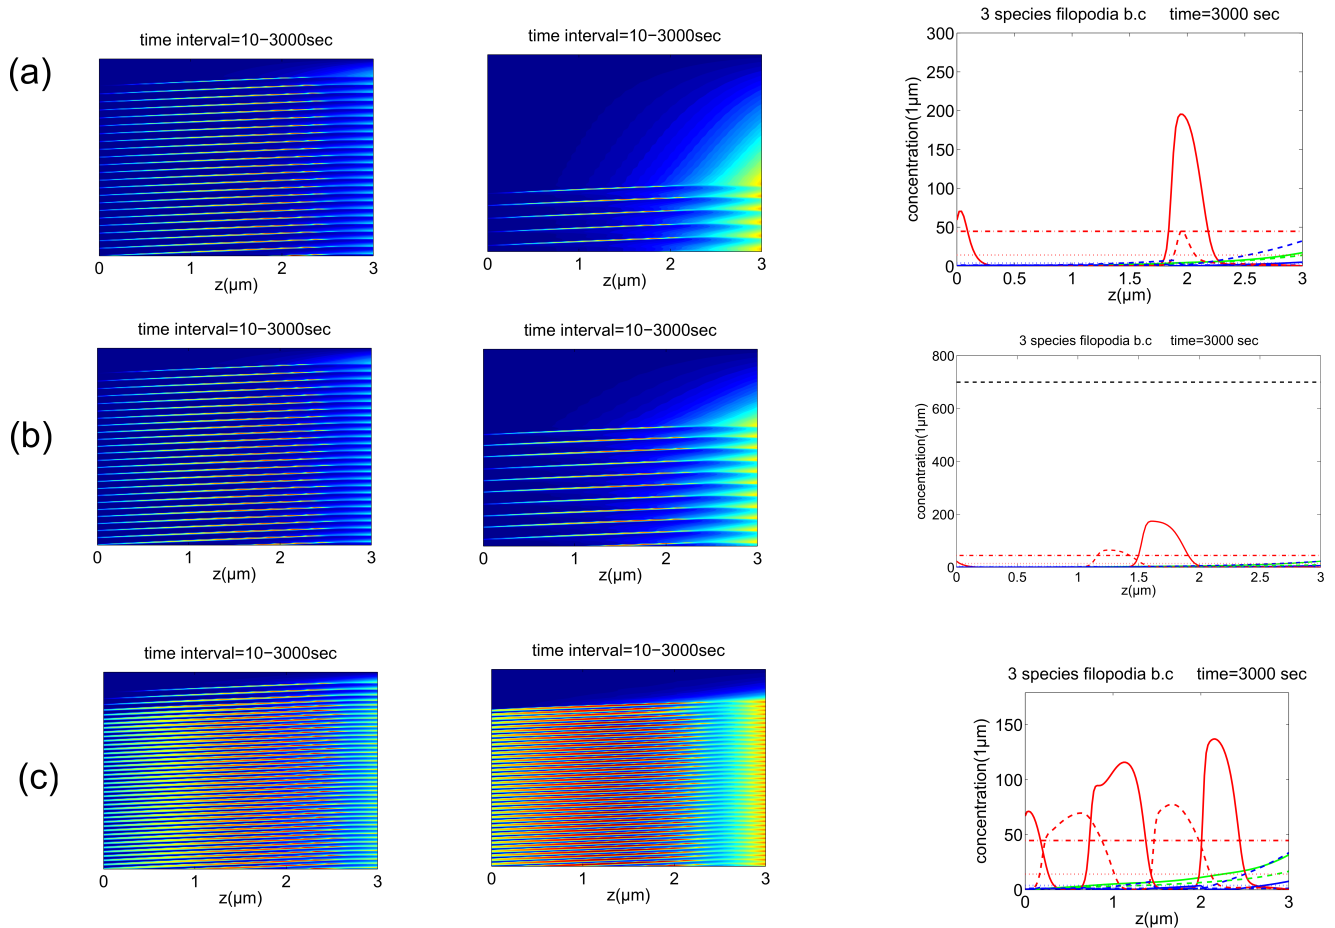 (a)
time interval=10−3000sec
0 1 2 3
z(µm)
time interval=10−3000sec
0 1 2 3
z(µm)
3 species filopodia b.c time=3000 sec
300
250
200
150
100
50
0
concentration(1µm)
0 0.5 1 1.5 2 2.5 3
z(µm)
(b)
time interval=10−3000sec
0 1 2 3
z(µm)
time interval=10−3000sec
0 1 2 3
z(µm)
3 species filopodia b.c time=3000 sec
800
600
400
200
0
concentration(1µm)
0 0.5 1 1.5 2 2.5 3
z(µm)
(c)
time interval=10−3000sec
0 1 2 3
z(µm)
time interval=10−3000sec
0 1 2 3
z(µm)
3 species filopodia b.c time=3000 sec
150
100
50
0
concentration(1µm)
0 1 2 3
z(µm)